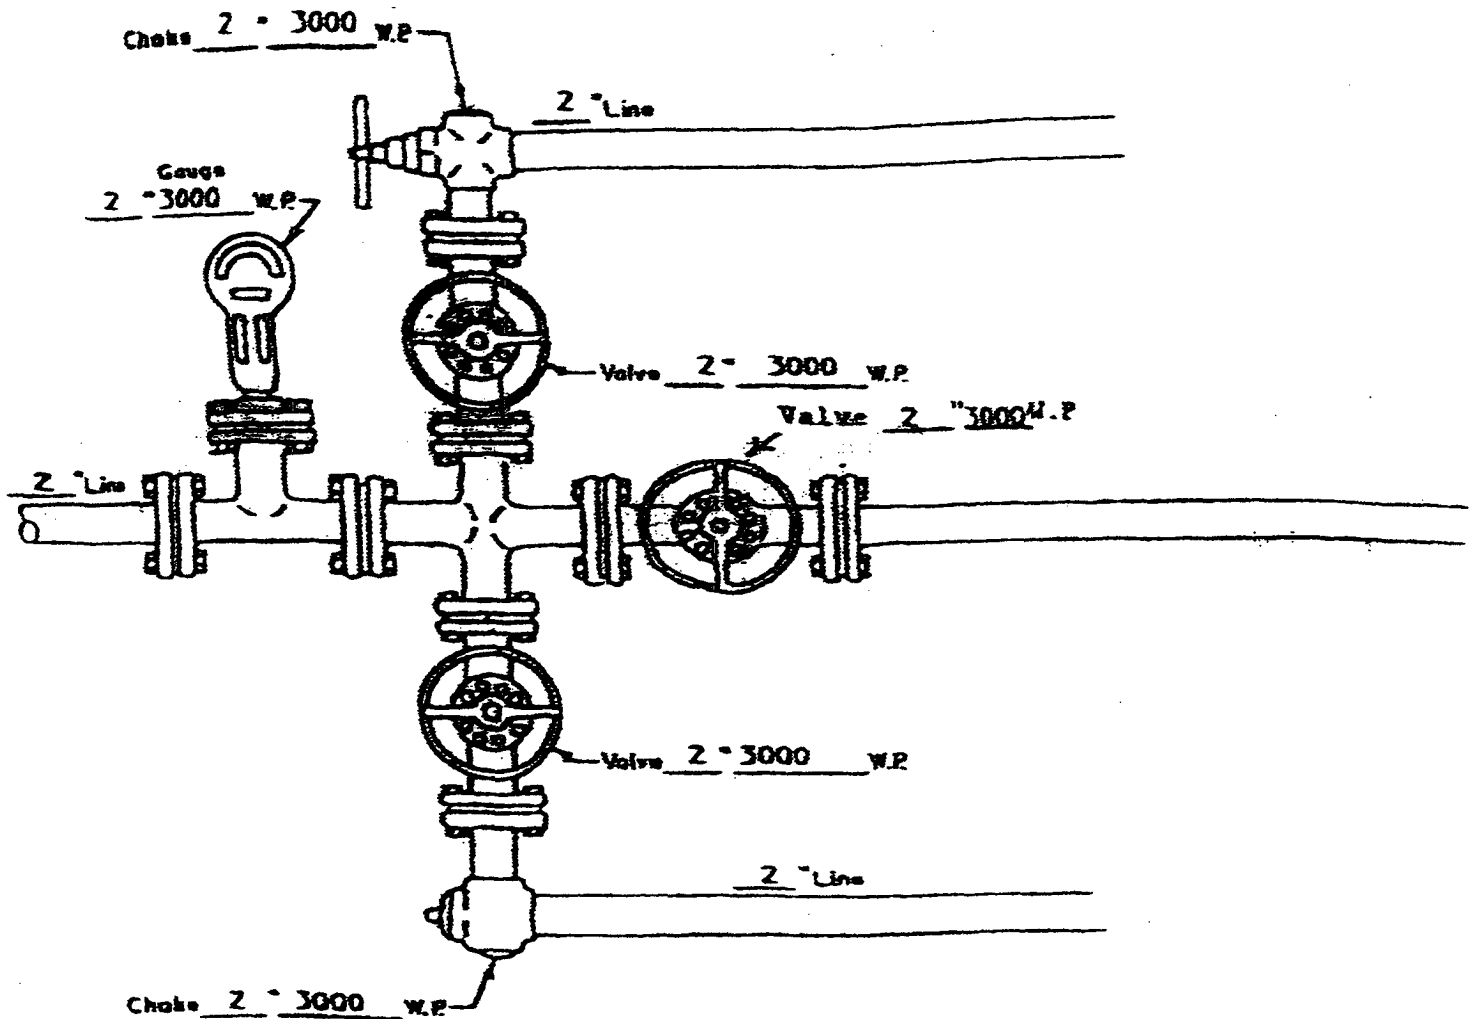 Choke 2 " 3000 W.P.
2 " Line
Gauge
2 " 3000 W.P.
Valve 2 " 3000 W.P.
Valve 2 " 3000 W.P
2 " Line
Valve 2 " 3000 W.P.
2 " Line
Choke 2 " 3000 W.P.